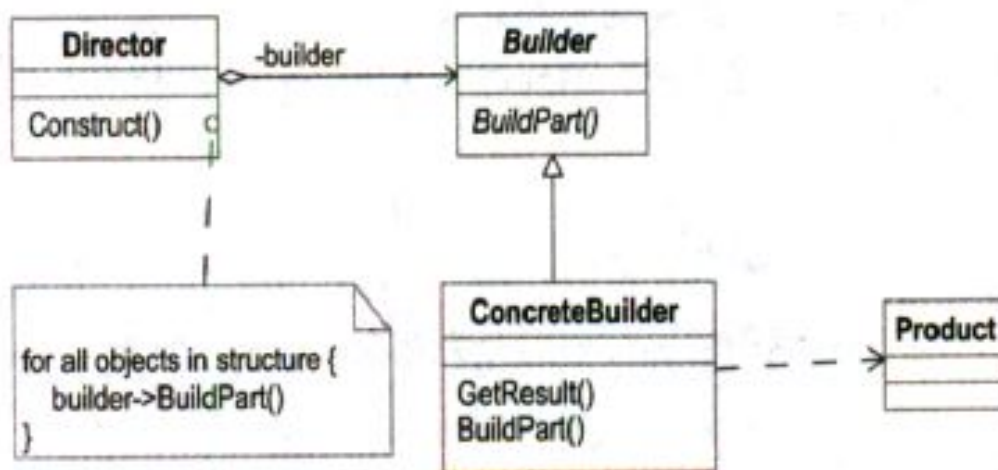 Director
Construct()
-builder
Builder
BuildPart()
for all objects in structure {
builder->BuildPart()
}
ConcreteBuilder
GetResult()
BuildPart()
Product